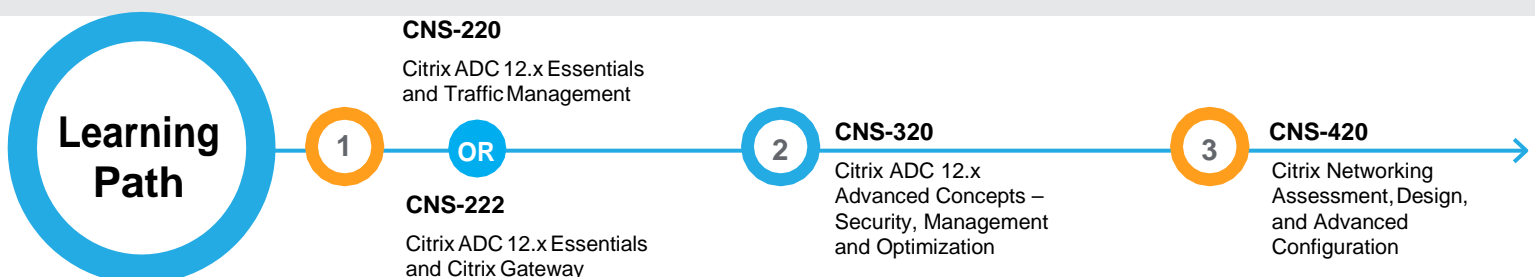 Learning
Path
1
CNS-220
Citrix ADC 12.x Essentials
and Traffic Management
OR
CNS-222
Citrix ADC 12.x Essentials
and Citrix Gateway
2
CNS-320
Citrix ADC 12.x
Advanced Concepts –
Security, Management
and Optimization
3
CNS-420
Citrix Networking
Assessment, Design,
and Advanced
Configuration